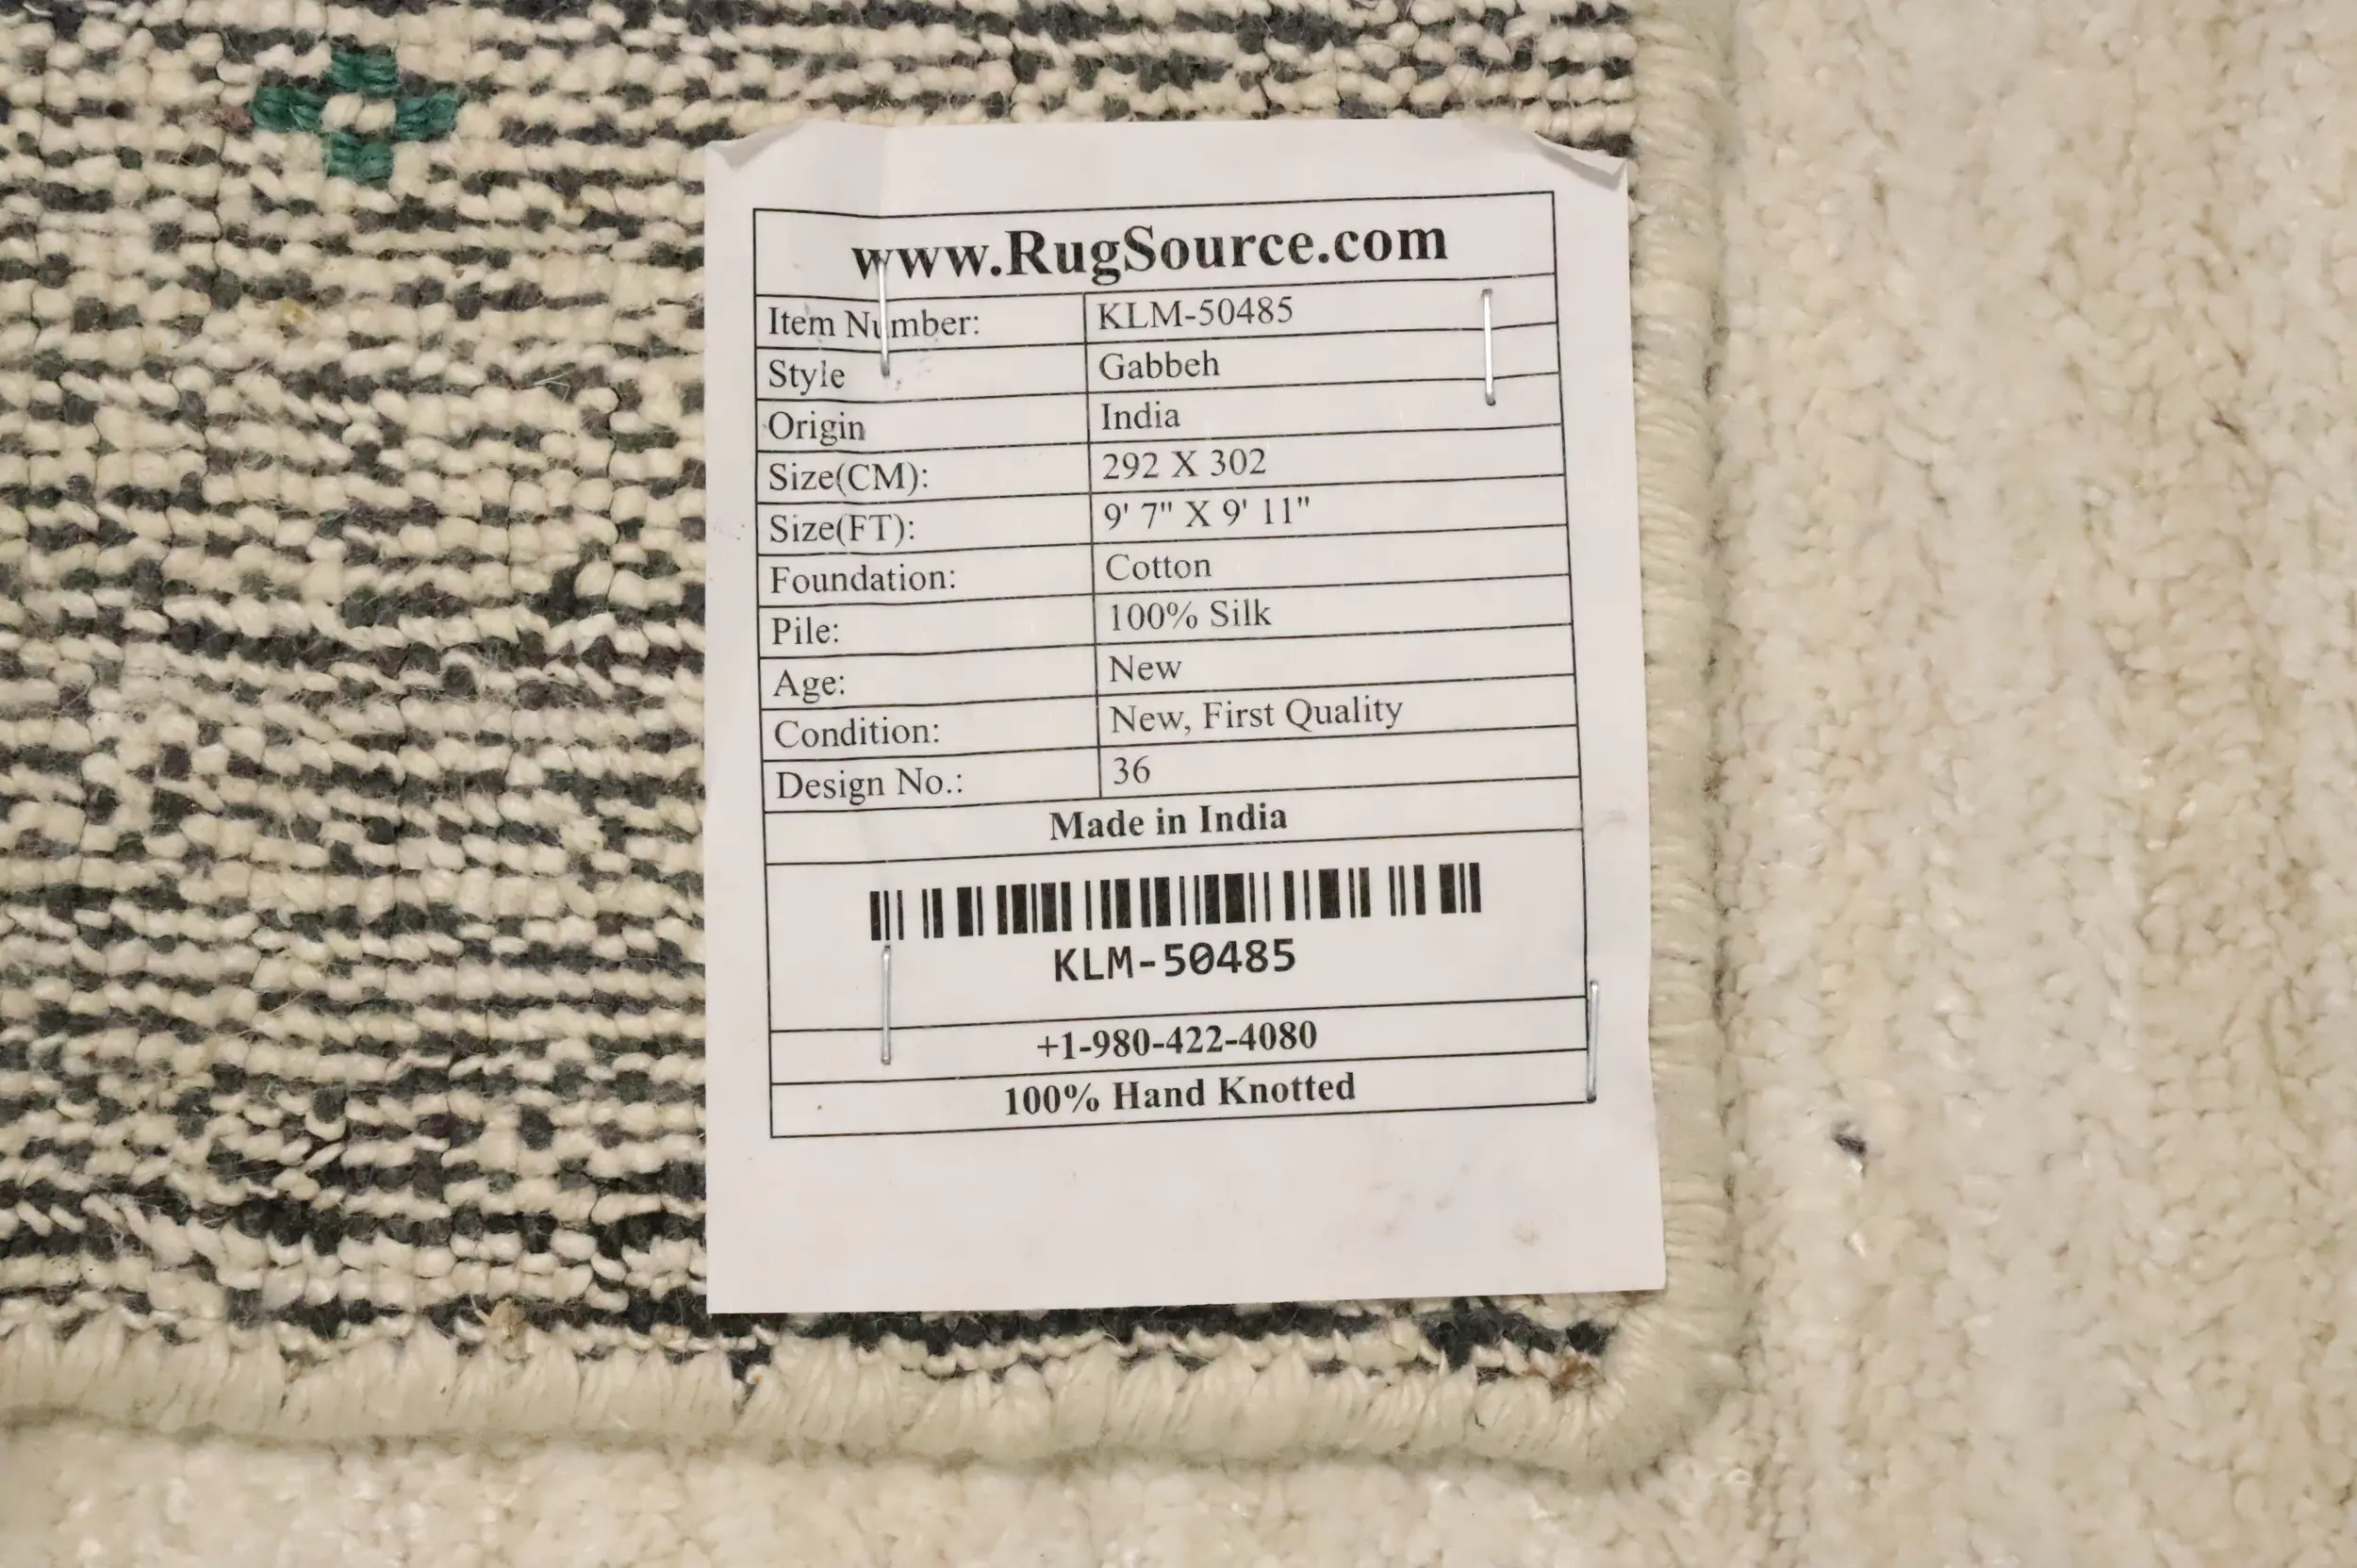 www.RugSource.com
Item Number: KLM-50485
Style Gabbeh
Origin India
Size(CM): 292 X 302
Size(FT): 9' 7" X 9' 11"
Foundation: Cotton
Pile: 100% Silk
Age: New
Condition: New, First Quality
Design No.: 36
Made in India
KLM-50485
+1-980-422-4080
100% Hand Knotted